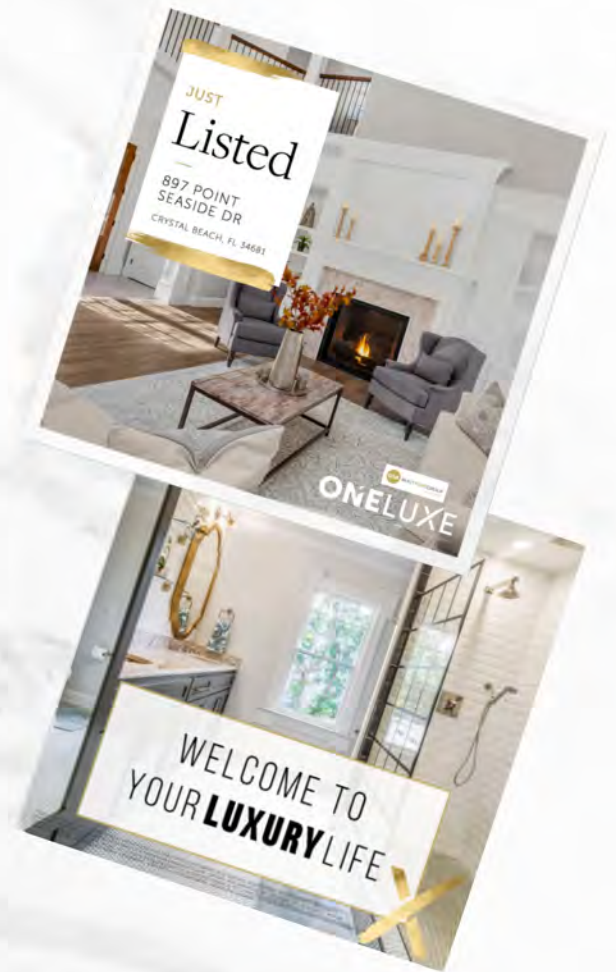 JUST
Listed
897 POINT
SEASIDE DR
CRYSTAL BEACH, FL 34681
ONELUXE
WELCOME TO
YOUR LUXURY LIFE